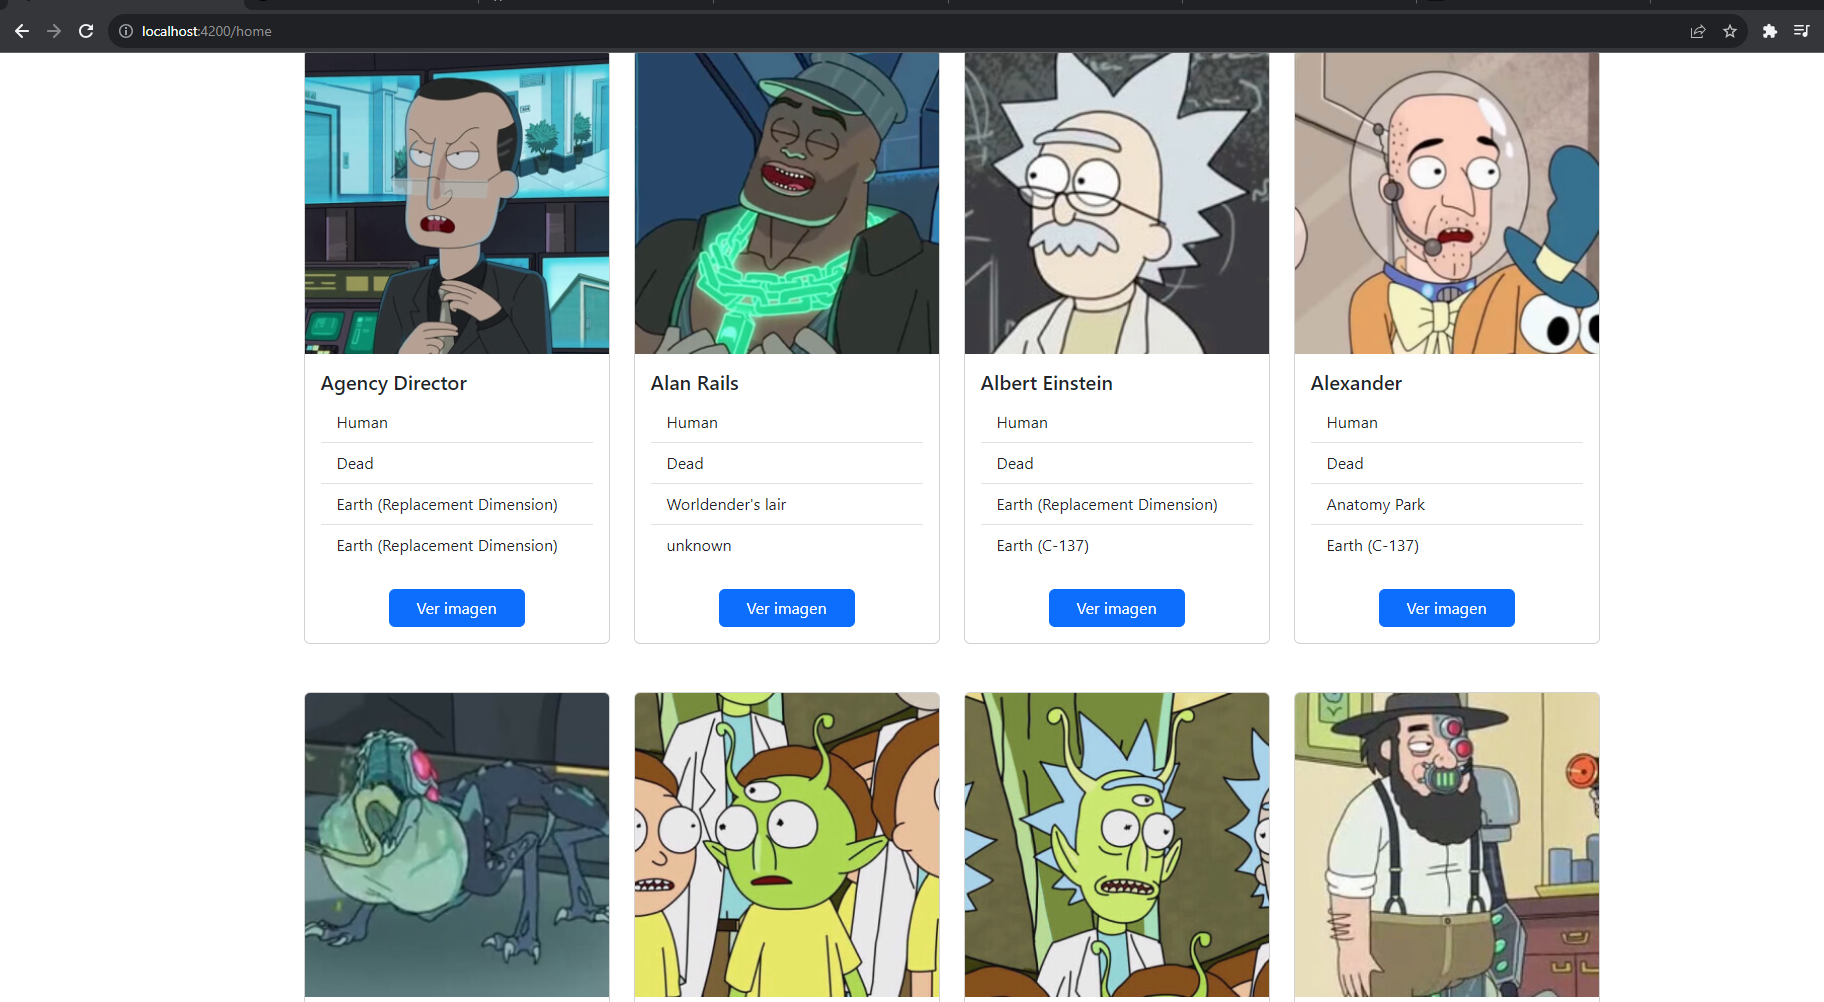 localhost:4200/home
Agency Director
Human
Dead
Earth (Replacement Dimension)
Earth (Replacement Dimension)
Ver imagen
Alan Rails
Human
Dead
Worldender's lair
unknown
Ver imagen
Albert Einstein
Human
Dead
Earth (Replacement Dimension)
Earth (C-137)
Ver imagen
Alexander
Human
Dead
Anatomy Park
Earth (C-137)
Ver imagen